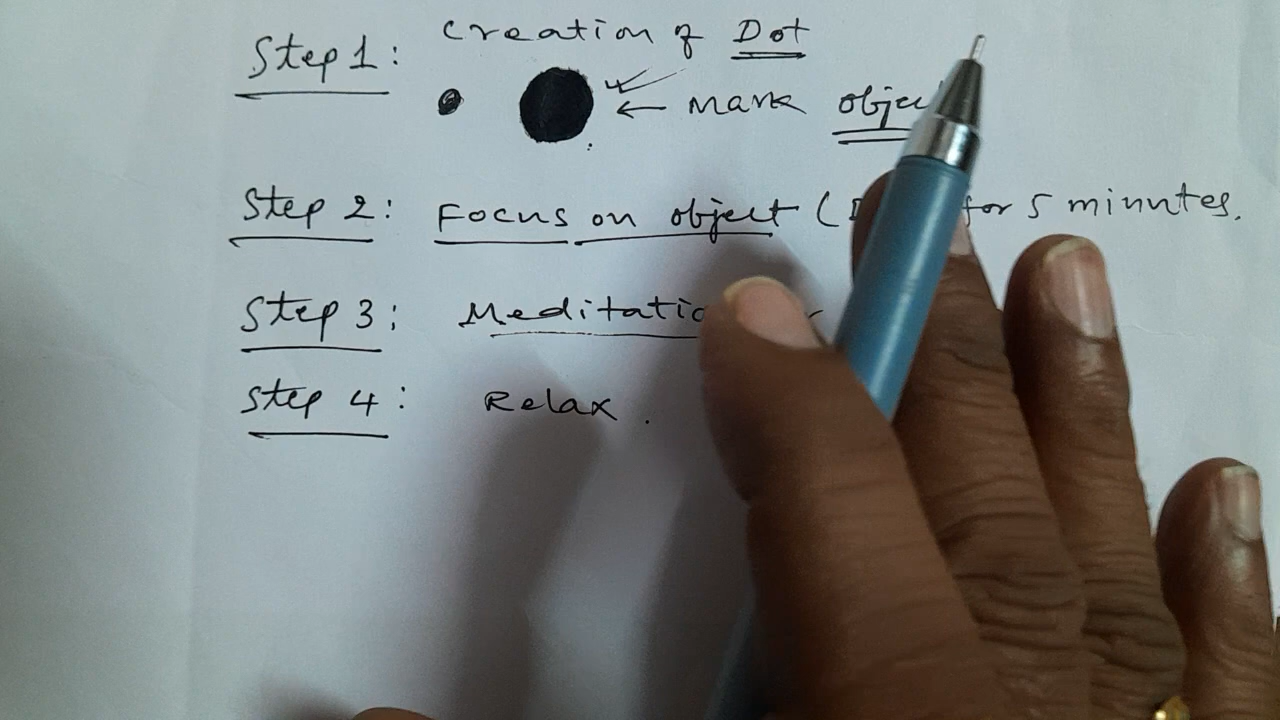 Step 1: Creation of Dot
← Mark
Step 2: Focus on object ( for 5 minutes.
Step 3:
Step 4: Relax.